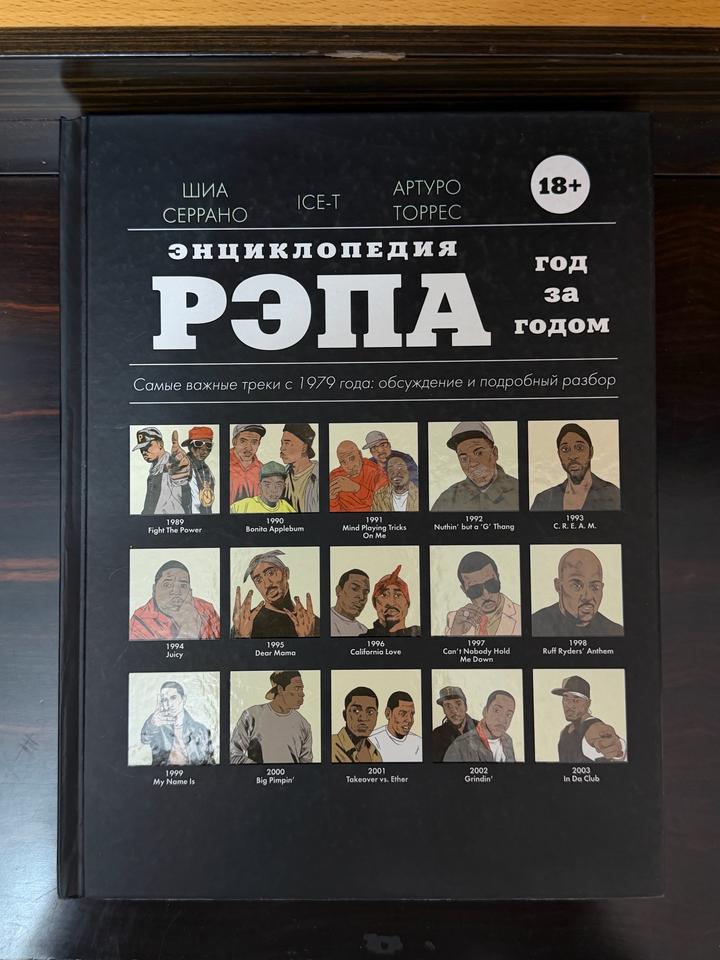 ШИА
СЕРРАНО
ICE-T
АРТУРО
ТОРРЕС
18+
ЭНЦИКЛОПЕДИЯ
РЭПА
ГОД
ЗА
ГОДОМ
Самые важные треки с 1979 года: обсуждение и подробный разбор
1989
Fight The Power
1990
Bonita Applebum
1991
Mind Playing Tricks
On Me
1992
Nuthin' but a 'G' Thang
1993
C. R. E. A. M.
1994
Juicy
1995
Dear Mama
1996
California Love
1997
Can't Nobody Hold
Me Down
1998
Ruff Ryders' Anthem
1999
My Name Is
2000
Big Pimpin'
2001
Takeover vs. Ether
2002
Grindin'
2003
In Da Club